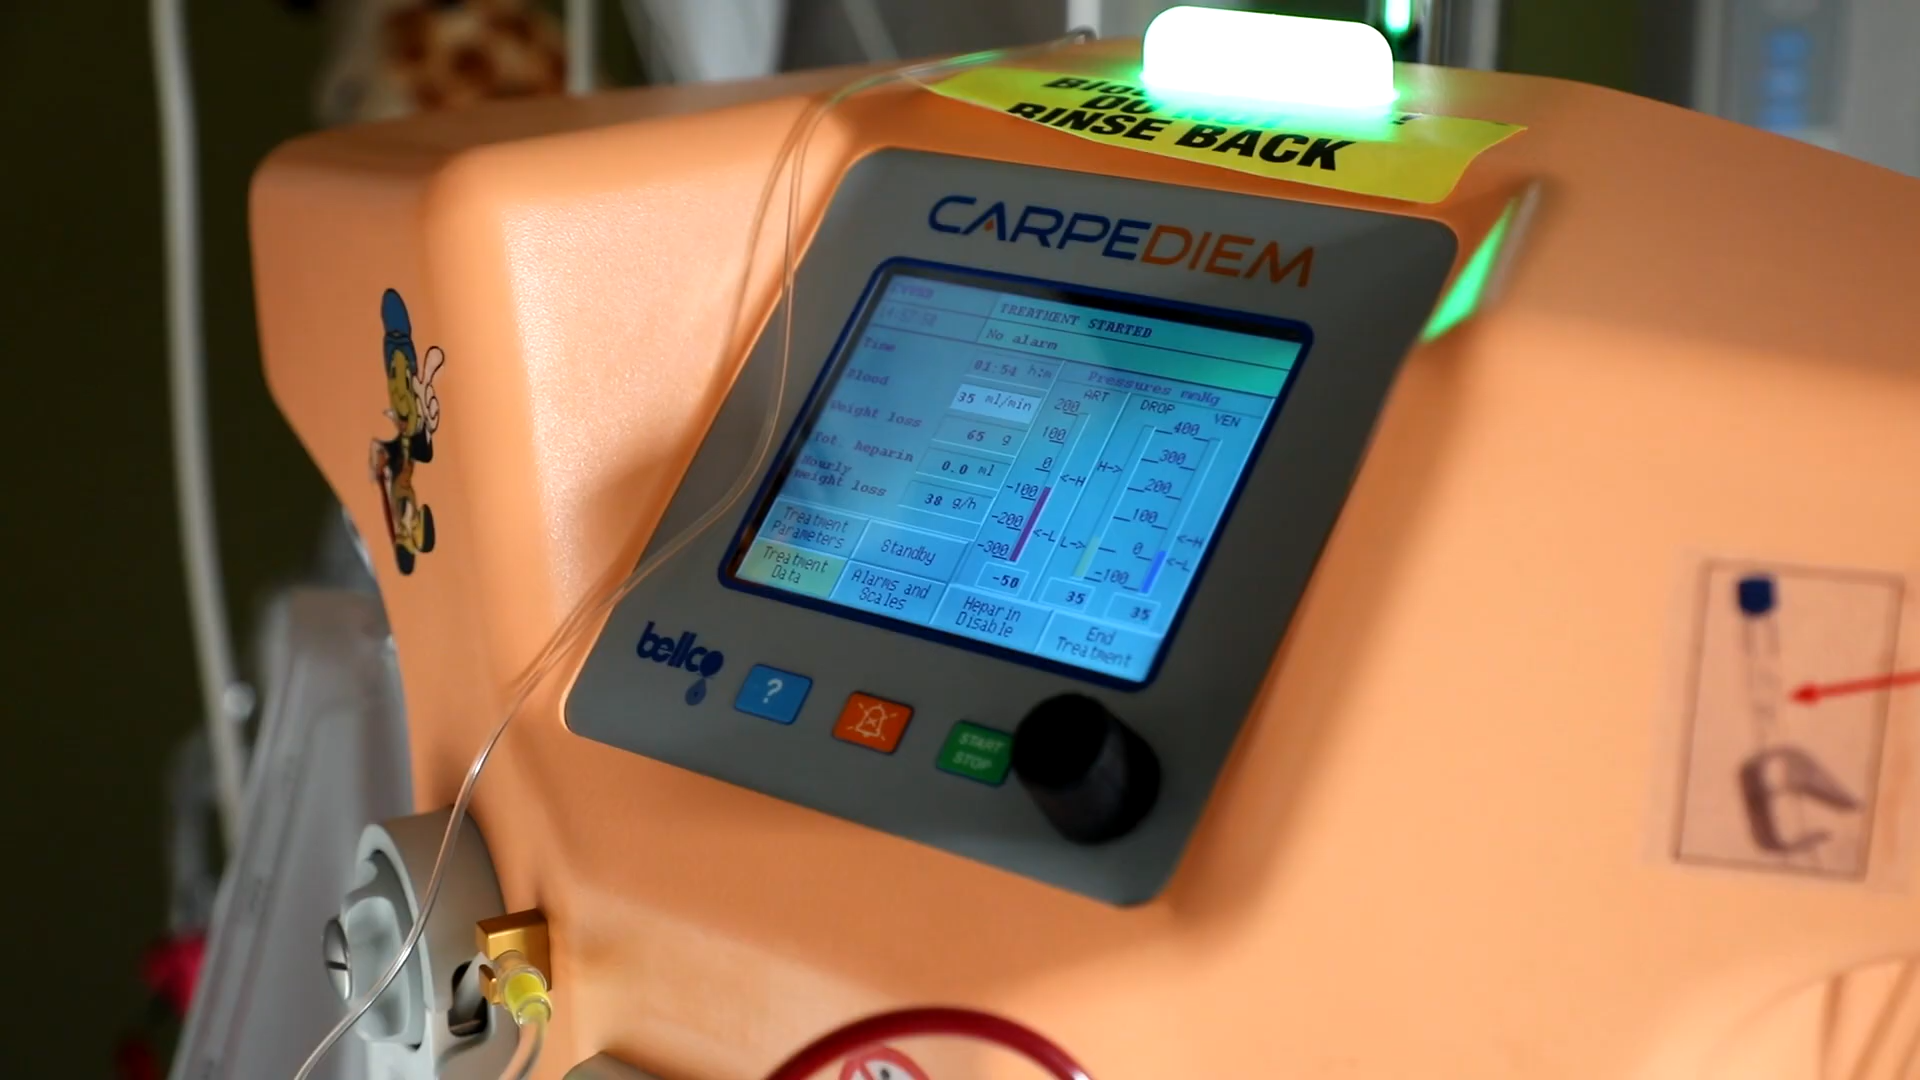 RINSE BACK
CARPEDIEM
TREATMENT STARTED
No alarm
Time 01:54 h:m
Blood 35 ml/min
Weight loss 65 g
Tot. heparin 0.0 ml
Hourly weight loss 38 g/h
Pressures mmHg
ART DROP VEN
200 400
100 300
0 200
-100 100
-200 0
-300 -100
<-H H-> <-H
<-L L-> <-L
-50 35 35
Treatment Parameters
Standby
Treatment Data
Alarms and Scales
Heparin Disable
End Treatment
bellco
?
START
STOP